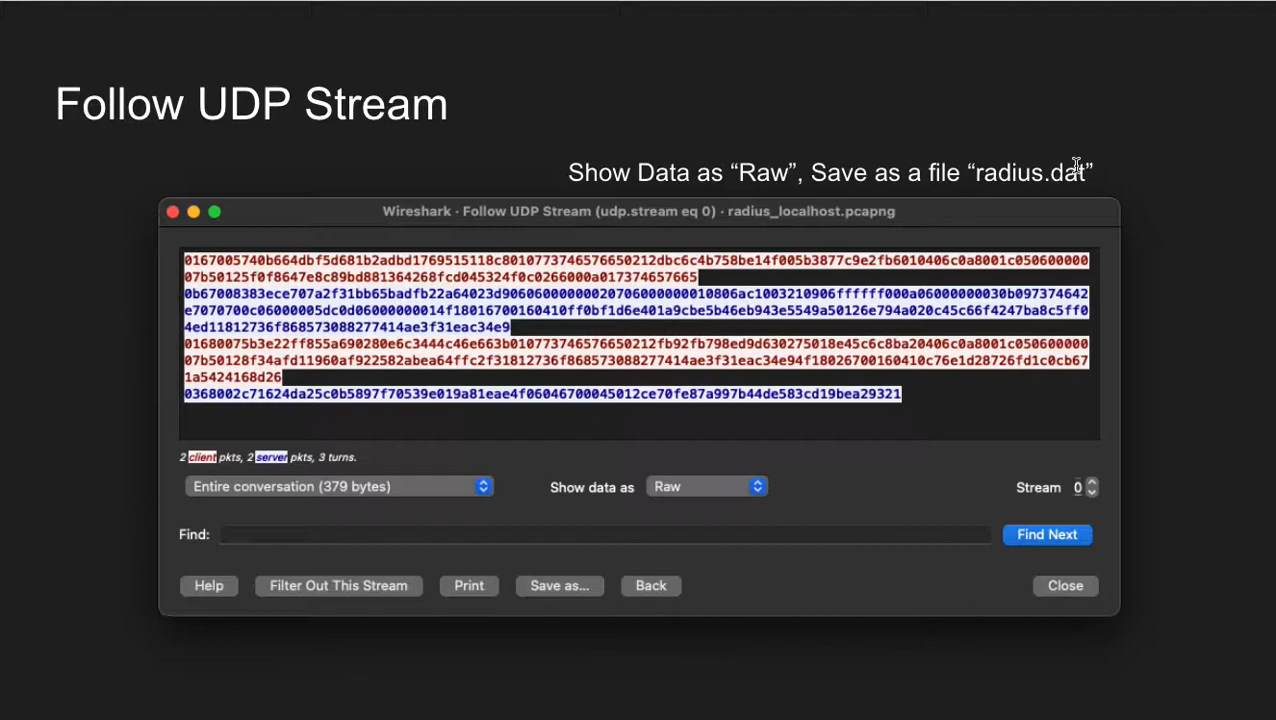 Follow UDP Stream
Show Data as “Raw”, Save as a file “radius.dat”
Wireshark · Follow UDP Stream (udp.stream eq 0) · radius_localhost.pcapng
0167005740b664dbf5d681b2adbd1769515118c8010773746576650212dbc6c4b758be14f005b3877c9e2fb6010406c0a8001c050600000
07b50125f0f8647e8c89bd881364268fcd045324f0c0266000a017374657665
0b67008383ece707a2f31bb65badfb22a64023d90606000000020706000000010806ac1003210906ffffff000a06000000030b097374642
e7070700c06000005dc0d06000000014f18016700160410ff0bf1d6e401a9cbe5b46eb943e5549a50126e794a020c45c66f4247ba8c5ff0
4ed11812736f868573088277414ae3f31eac34e9
01680075b3e22ff855a690280e6c3444c46e663b010773746576650212fb92fb798ed9d630275018e45c6c8ba20406c0a8001c050600000
07b50128f34afd11960af922582abea64ffc2f31812736f868573088277414ae3f31eac34e94f18026700160410c76e1d28726fd1c0cb67
1a5424168d26
0368002c71624da25c0b5897f70539e019a81eae4f06046700045012ce70fe87a997b44de583cd19bea29321
2 client pkts, 2 server pkts, 3 turns.
Entire conversation (379 bytes) Show data as Raw Stream 0
Find: Find Next
Help Filter Out This Stream Print Save as... Back Close